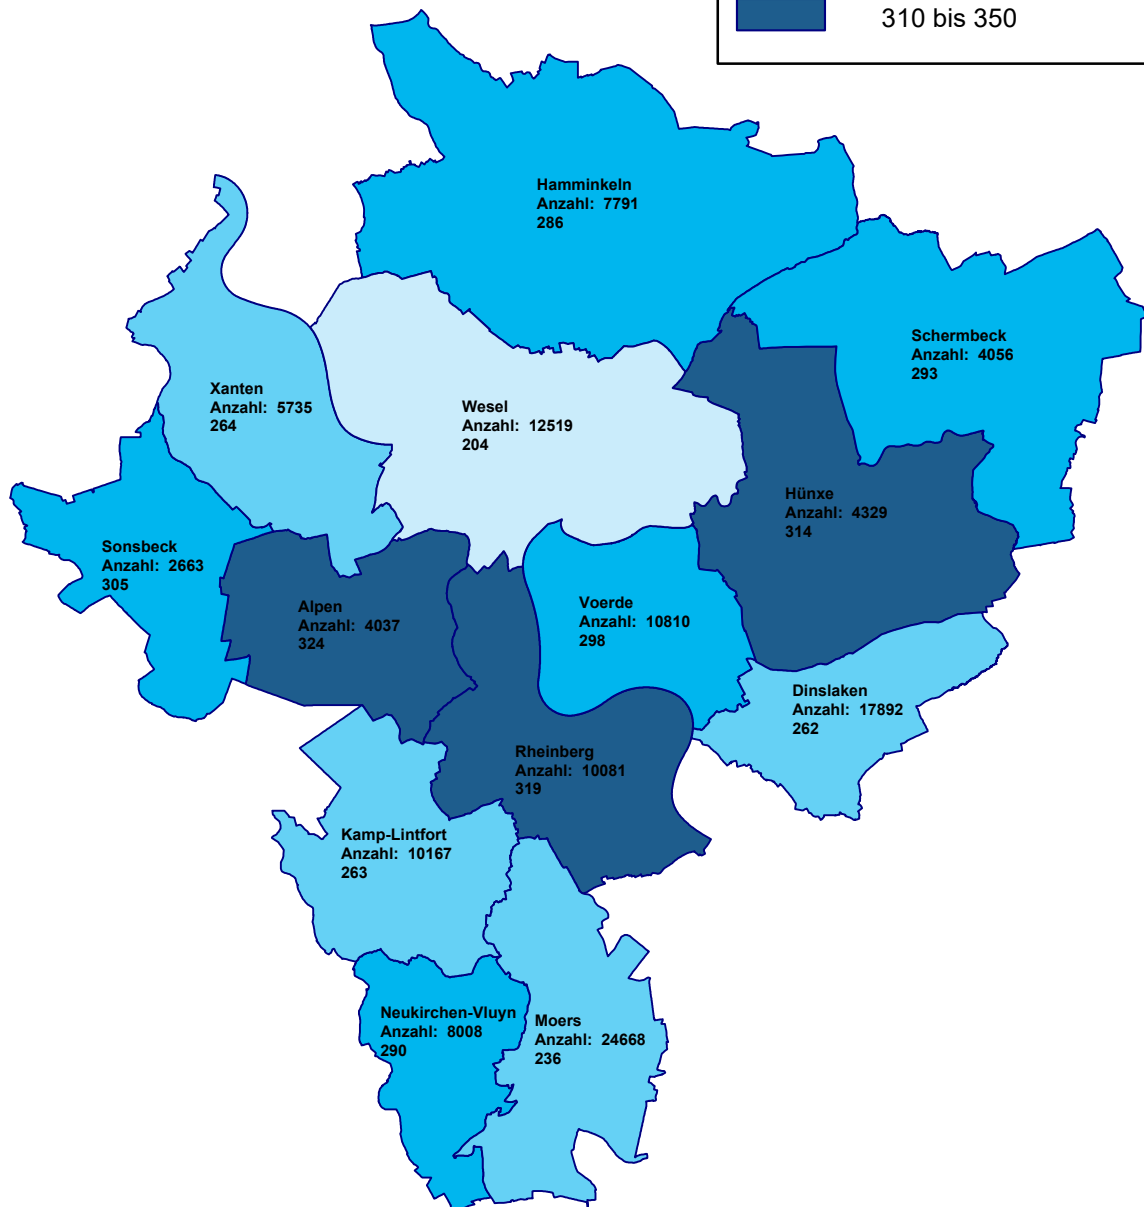 310 bis 350
Hamminkeln
Anzahl: 7791
286
Schermbeck
Anzahl: 4056
293
Xanten
Anzahl: 5735
264
Wesel
Anzahl: 12519
204
Hünxe
Anzahl: 4329
314
Sonsbeck
Anzahl: 2663
305
Alpen
Anzahl: 4037
324
Voerde
Anzahl: 10810
298
Dinslaken
Anzahl: 17892
262
Rheinberg
Anzahl: 10081
319
Kamp-Lintfort
Anzahl: 10167
263
Neukirchen-Vluyn
Anzahl: 8008
290
Moers
Anzahl: 24668
236